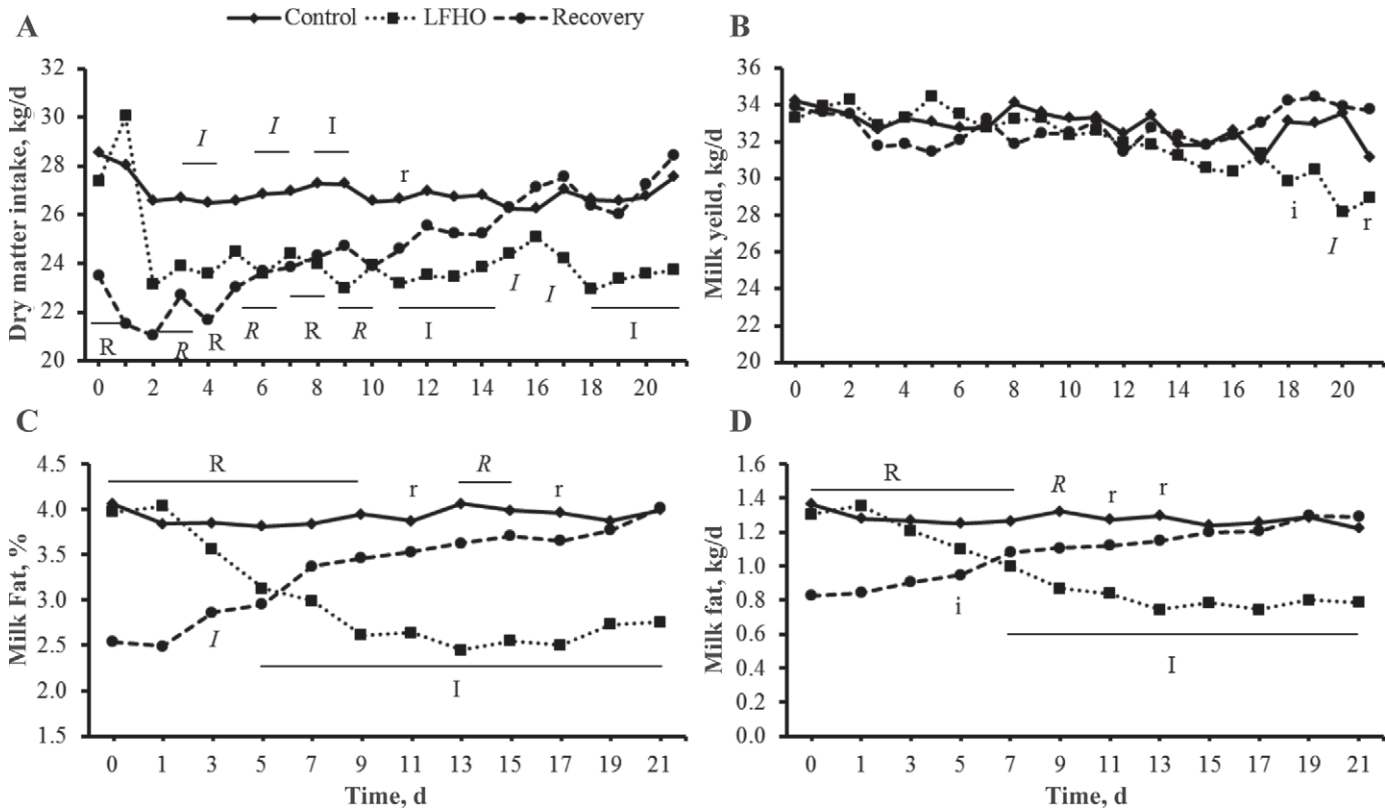 Control LFHO Recovery
A
Dry matter intake, kg/d
32
30
28
26
24
22
20
I I I
r
I I
R R R R R R I I
0 2 4 6 8 10 12 14 16 18 20
B
Milk yeild, kg/d
36
34
32
30
28
26
24
22
20
i I r
0 2 4 6 8 10 12 14 16 18 20
C
Milk Fat, %
4.5
4.0
3.5
3.0
2.5
2.0
1.5
R R
r r
I
I
0 1 3 5 7 9 11 13 15 17 19 21
Time, d
D
Milk fat, kg/d
1.6
1.4
1.2
1.0
0.8
0.6
0.4
0.2
0.0
R R r r
i
I
0 1 3 5 7 9 11 13 15 17 19 21
Time, d